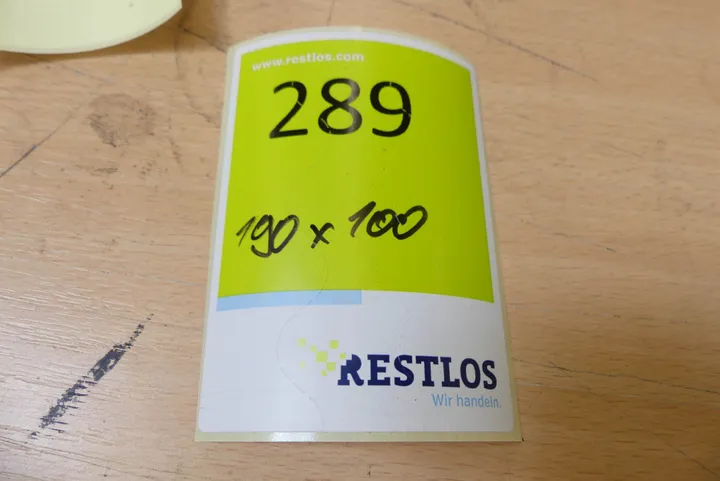 www.restlos.com
289
190 x 100
RESTLOS
Wir handeln.